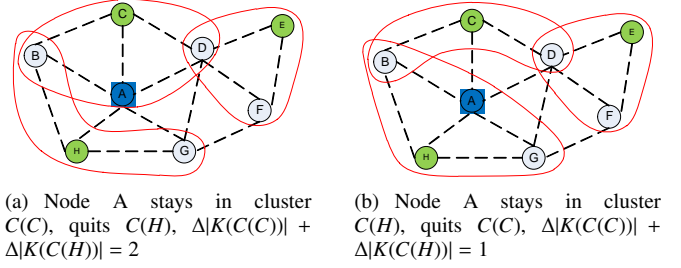 C
E
B
D
A
F
H
G
(a) Node A stays in cluster
C(C), quits C(H), Δ|K(C(C))| +
Δ|K(C(H))| = 2
C
E
B
D
A
F
H
G
(b) Node A stays in cluster
C(H), quits C(C), Δ|K(C(C))| +
Δ|K(C(H))| = 1